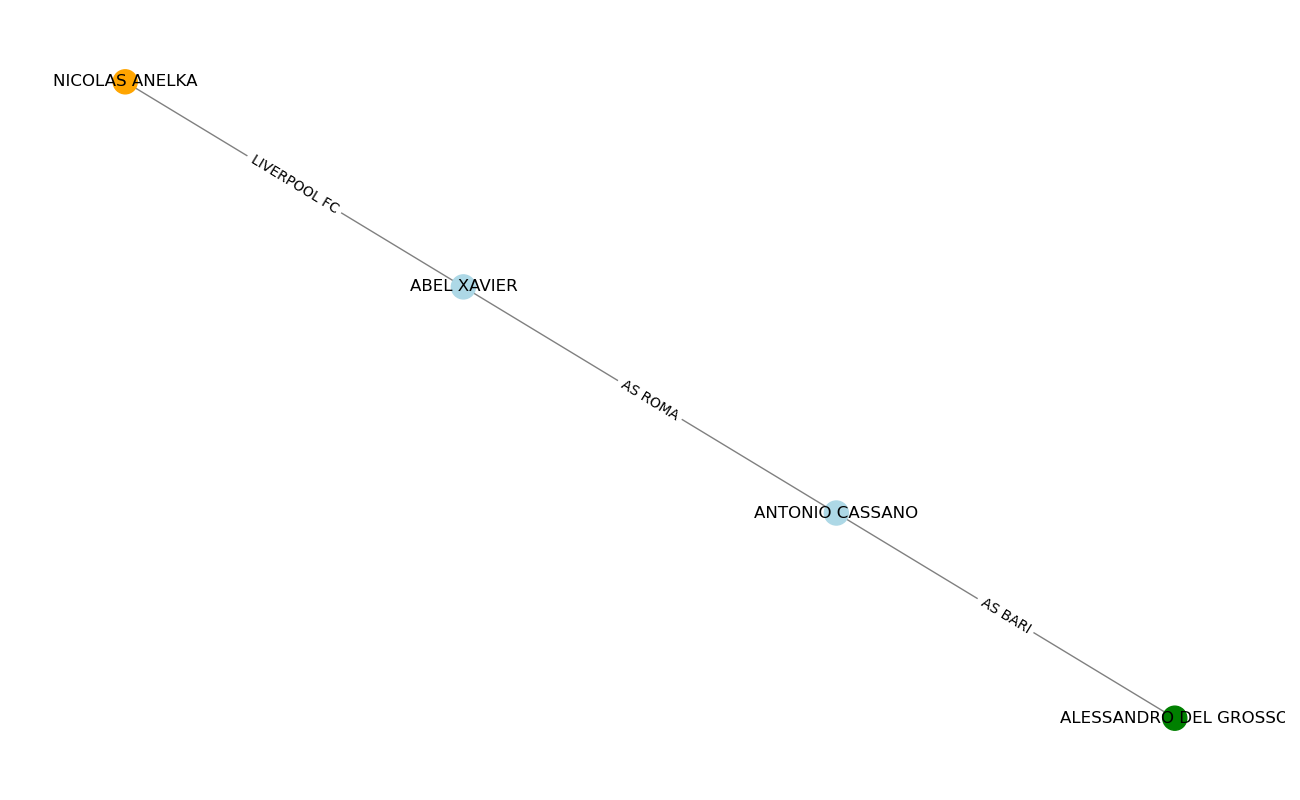 NICOLAS ANELKA
LIVERPOOL FC
ABEL XAVIER
AS ROMA
ANTONIO CASSANO
AS BARI
ALESSANDRO DEL GROSSO